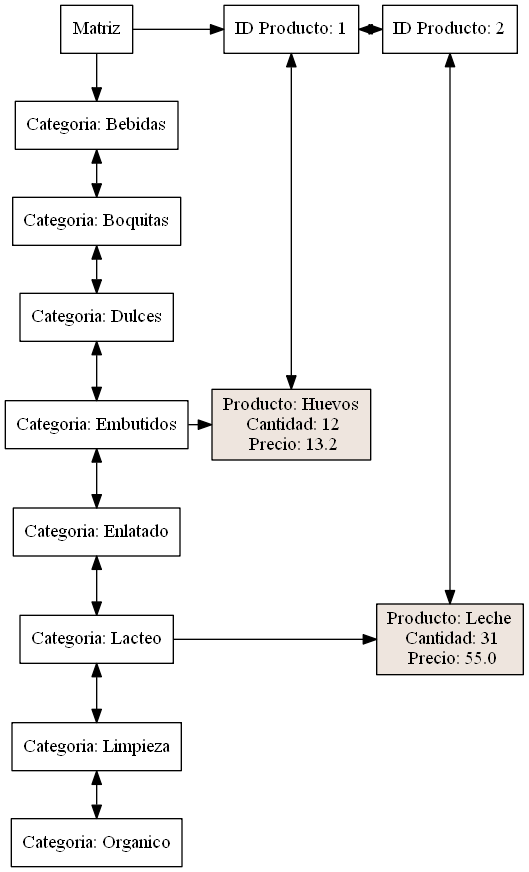 Matriz
ID Producto: 1
ID Producto: 2
Categoria: Bebidas
Categoria: Boquitas
Categoria: Dulces
Categoria: Embutidos
Producto: Huevos
Cantidad: 12
Precio: 13.2
Categoria: Enlatado
Categoria: Lacteo
Producto: Leche
Cantidad: 31
Precio: 55.0
Categoria: Limpieza
Categoria: Organico